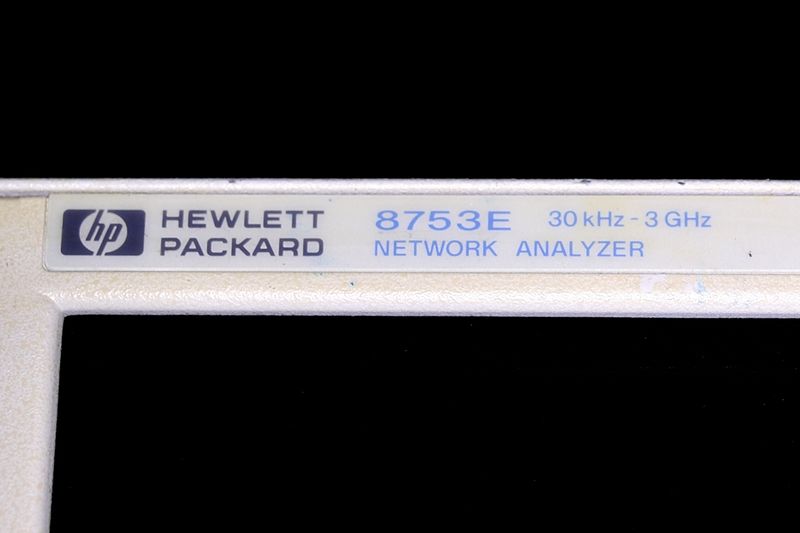 hp HEWLETT PACKARD
8753E 30 kHz - 3 GHz
NETWORK ANALYZER